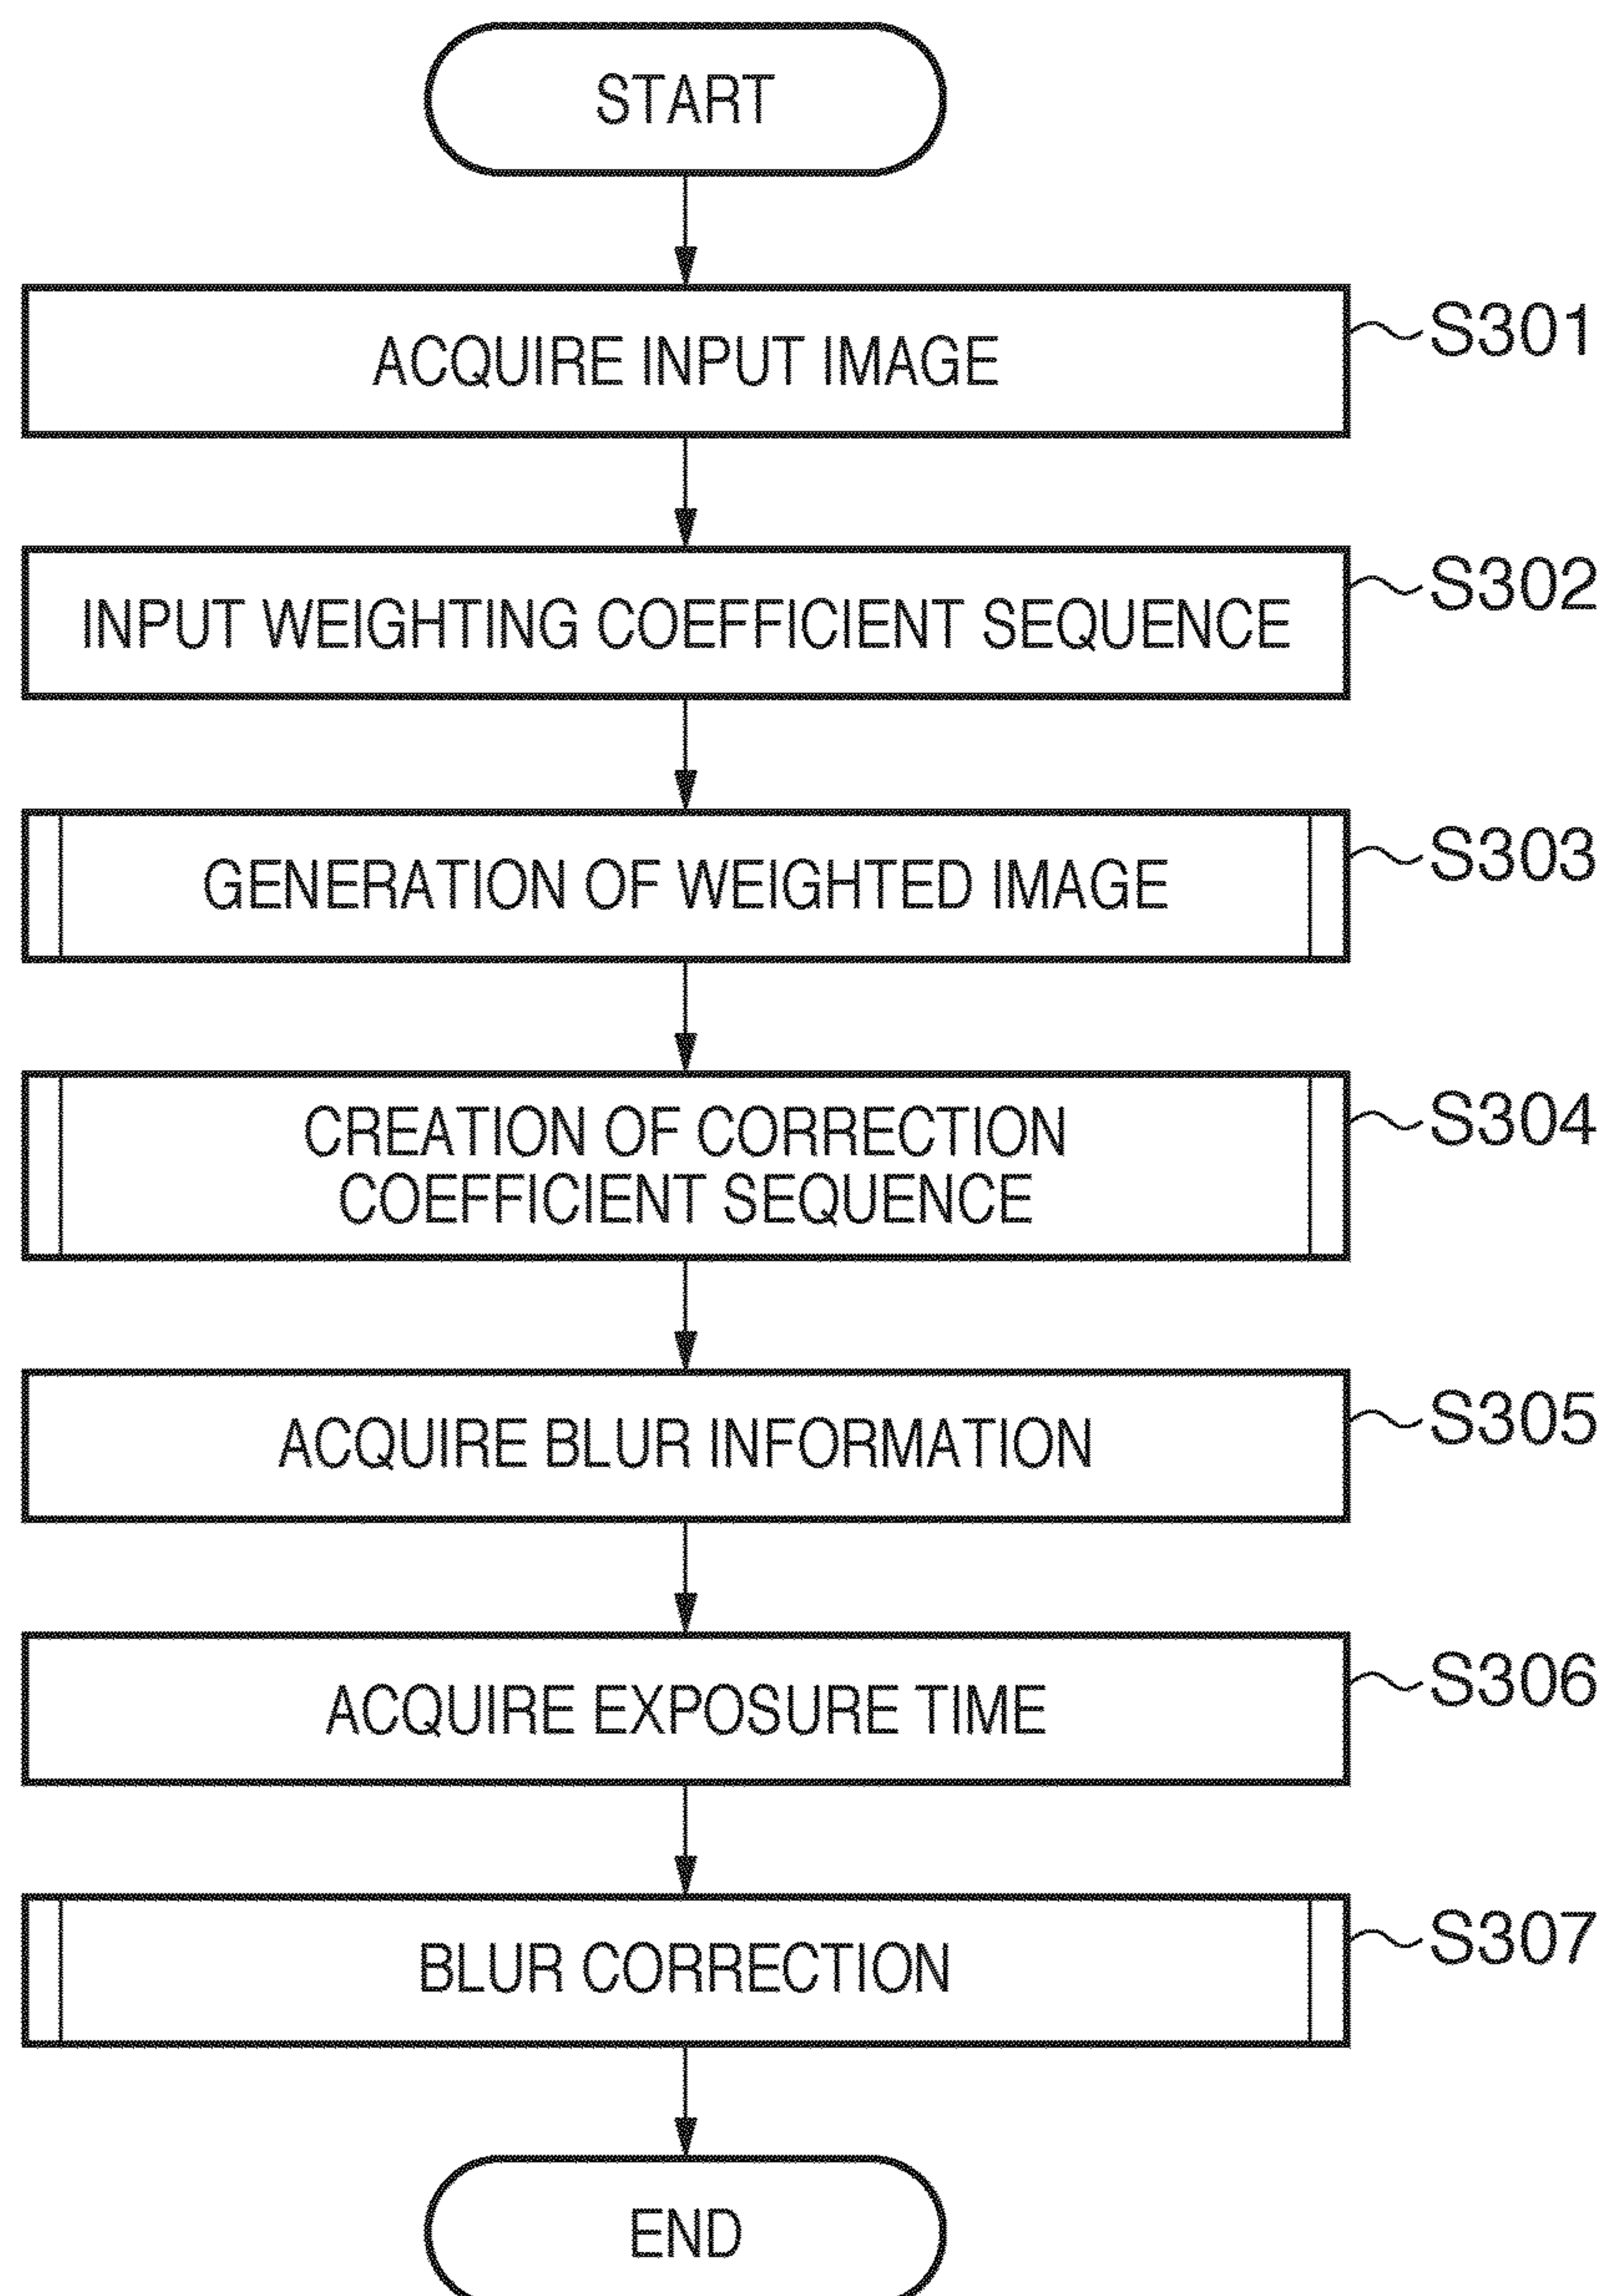 START
ACQUIRE INPUT IMAGE
S301
INPUT WEIGHTING COEFFICIENT SEQUENCE
S302
GENERATION OF WEIGHTED IMAGE
S303
CREATION OF CORRECTION
COEFFICIENT SEQUENCE
S304
ACQUIRE BLUR INFORMATION
S305
ACQUIRE EXPOSURE TIME
S306
BLUR CORRECTION
S307
END